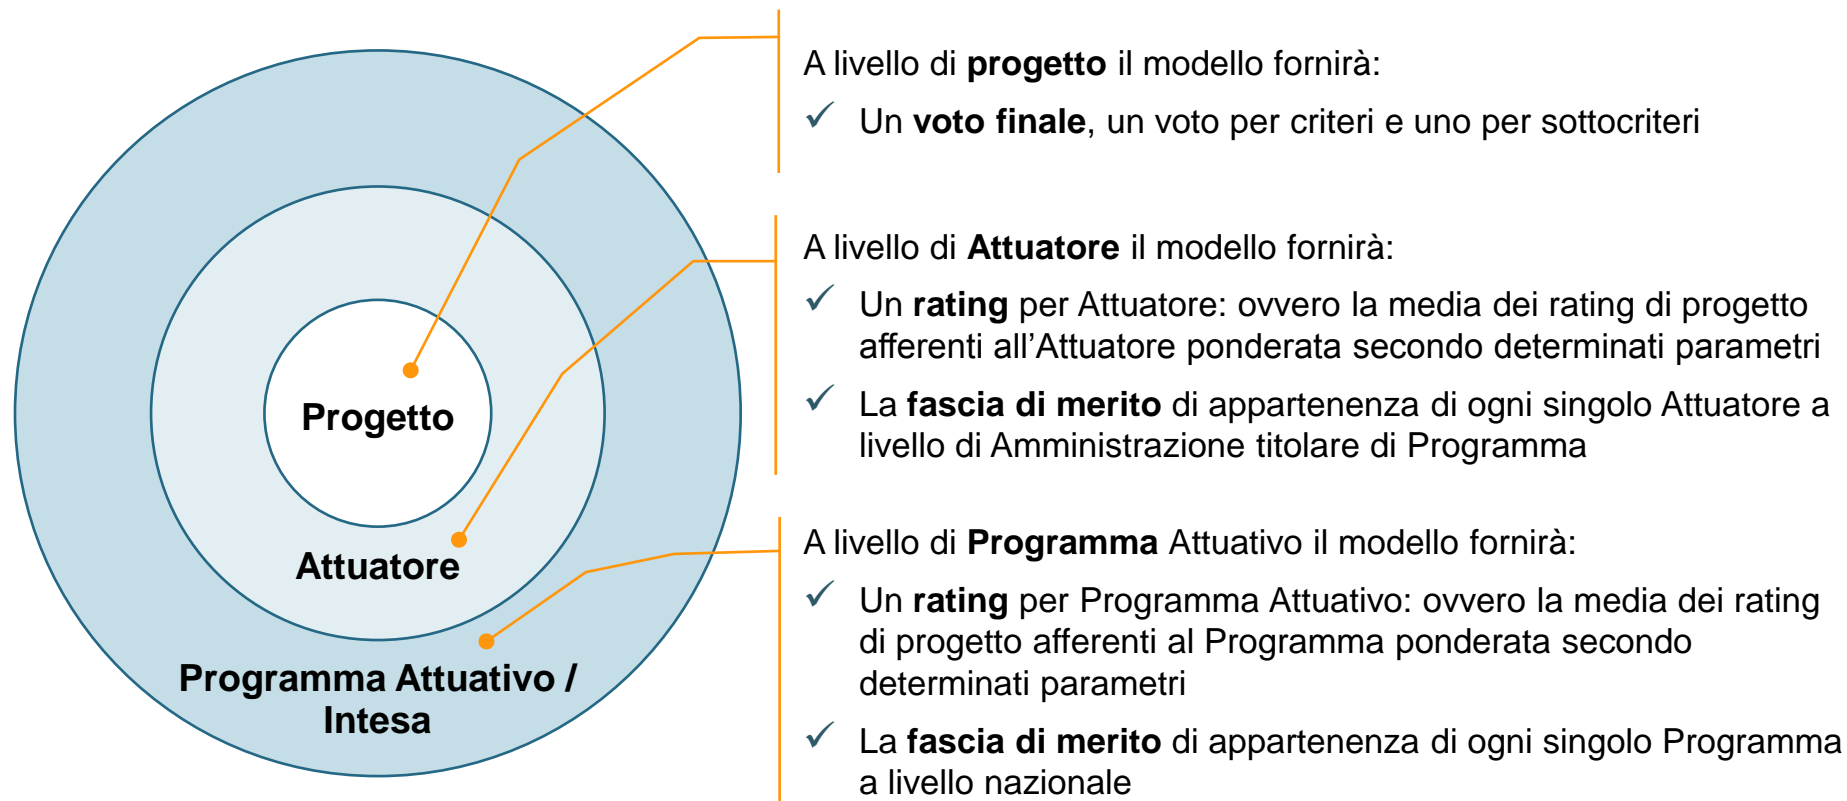 A livello di progetto il modello fornirà:
✓ Un voto finale, un voto per criteri e uno per sottocriteri
A livello di Attuatore il modello fornirà:
✓ Un rating per Attuatore: ovvero la media dei rating di progetto
afferenti all’Attuatore ponderata secondo determinati parametri
✓ La fascia di merito di appartenenza di ogni singolo Attuatore a
livello di Amministrazione titolare di Programma
A livello di Programma Attuativo il modello fornirà:
✓ Un rating per Programma Attuativo: ovvero la media dei rating
di progetto afferenti al Programma ponderata secondo
determinati parametri
✓ La fascia di merito di appartenenza di ogni singolo Programma
a livello nazionale
Progetto
Attuatore
Programma Attuativo /
Intesa